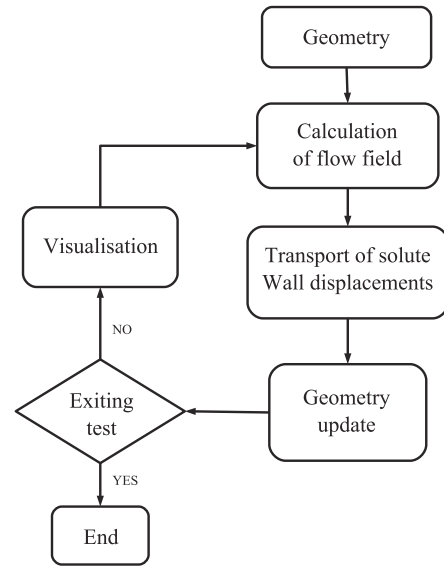 Geometry
Calculation
of flow field
Transport of solute
Wall displacements
Geometry
update
Exiting
test
NO
Visualisation
YES
End